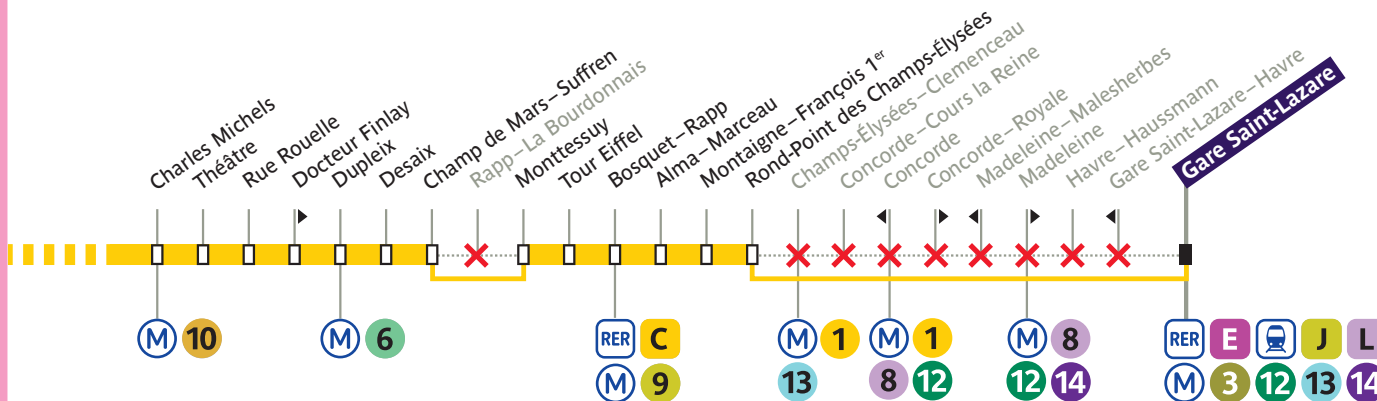 Charles Michels
Théâtre
Rue Rouelle
Docteur Finlay
Dupleix
Desaix
Champ de Mars – Suffren
Rapp – La Bourdonnais
Monttessuy
Tour Eiffel
Bosquet – Rapp
Alma – Marceau
Montaigne – François 1er
Rond-Point des Champs-Élysées
Champs-Élysées – Clemenceau
Concorde – Cours la Reine
Concorde
Concorde – Royale
Madeleine – Malesherbes
Madeleine
Havre – Haussmann
Gare Saint-Lazare – Havre
Gare Saint-Lazare
M 10
M 6
RER C
M 9
M 1
13
M 1
8 12
M 8
12 14
RER E J L
M 3 12 13 14